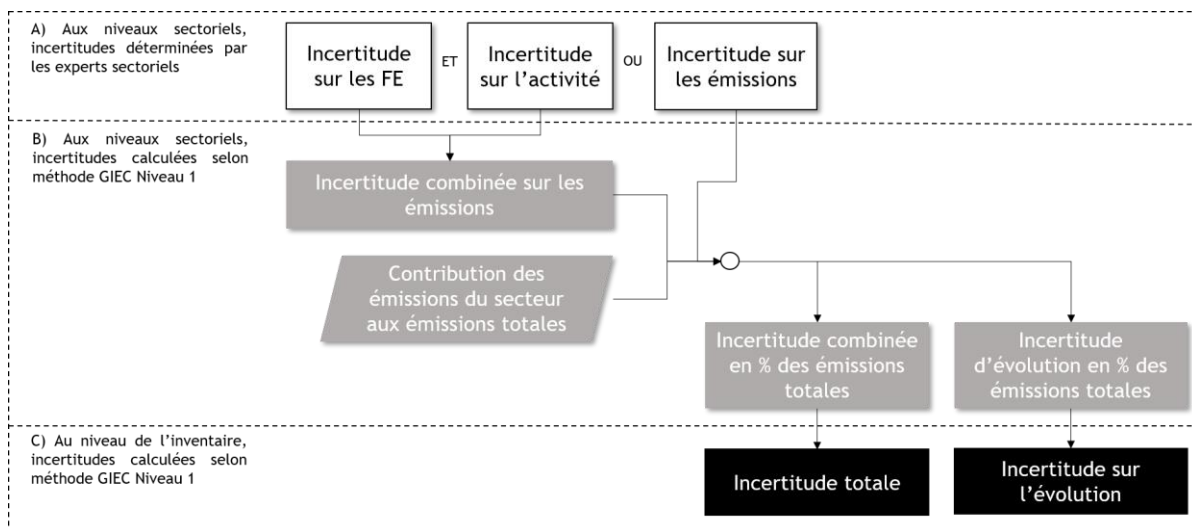 A) Aux niveaux sectoriels,
incertitudes déterminées par
les experts sectoriels
Incertitude
sur les FE
ET
Incertitude
sur l'activité
OU
Incertitude sur
les émissions
B) Aux niveaux sectoriels,
incertitudes calculées selon
méthode GIEC Niveau 1
Incertitude combinée sur les
émissions
Contribution des
émissions du secteur
aux émissions totales
Incertitude combinée
en % des émissions
totales
Incertitude
d'évolution en % des
émissions totales
C) Au niveau de l'inventaire,
incertitudes calculées selon
méthode GIEC Niveau 1
Incertitude totale
Incertitude sur
l'évolution